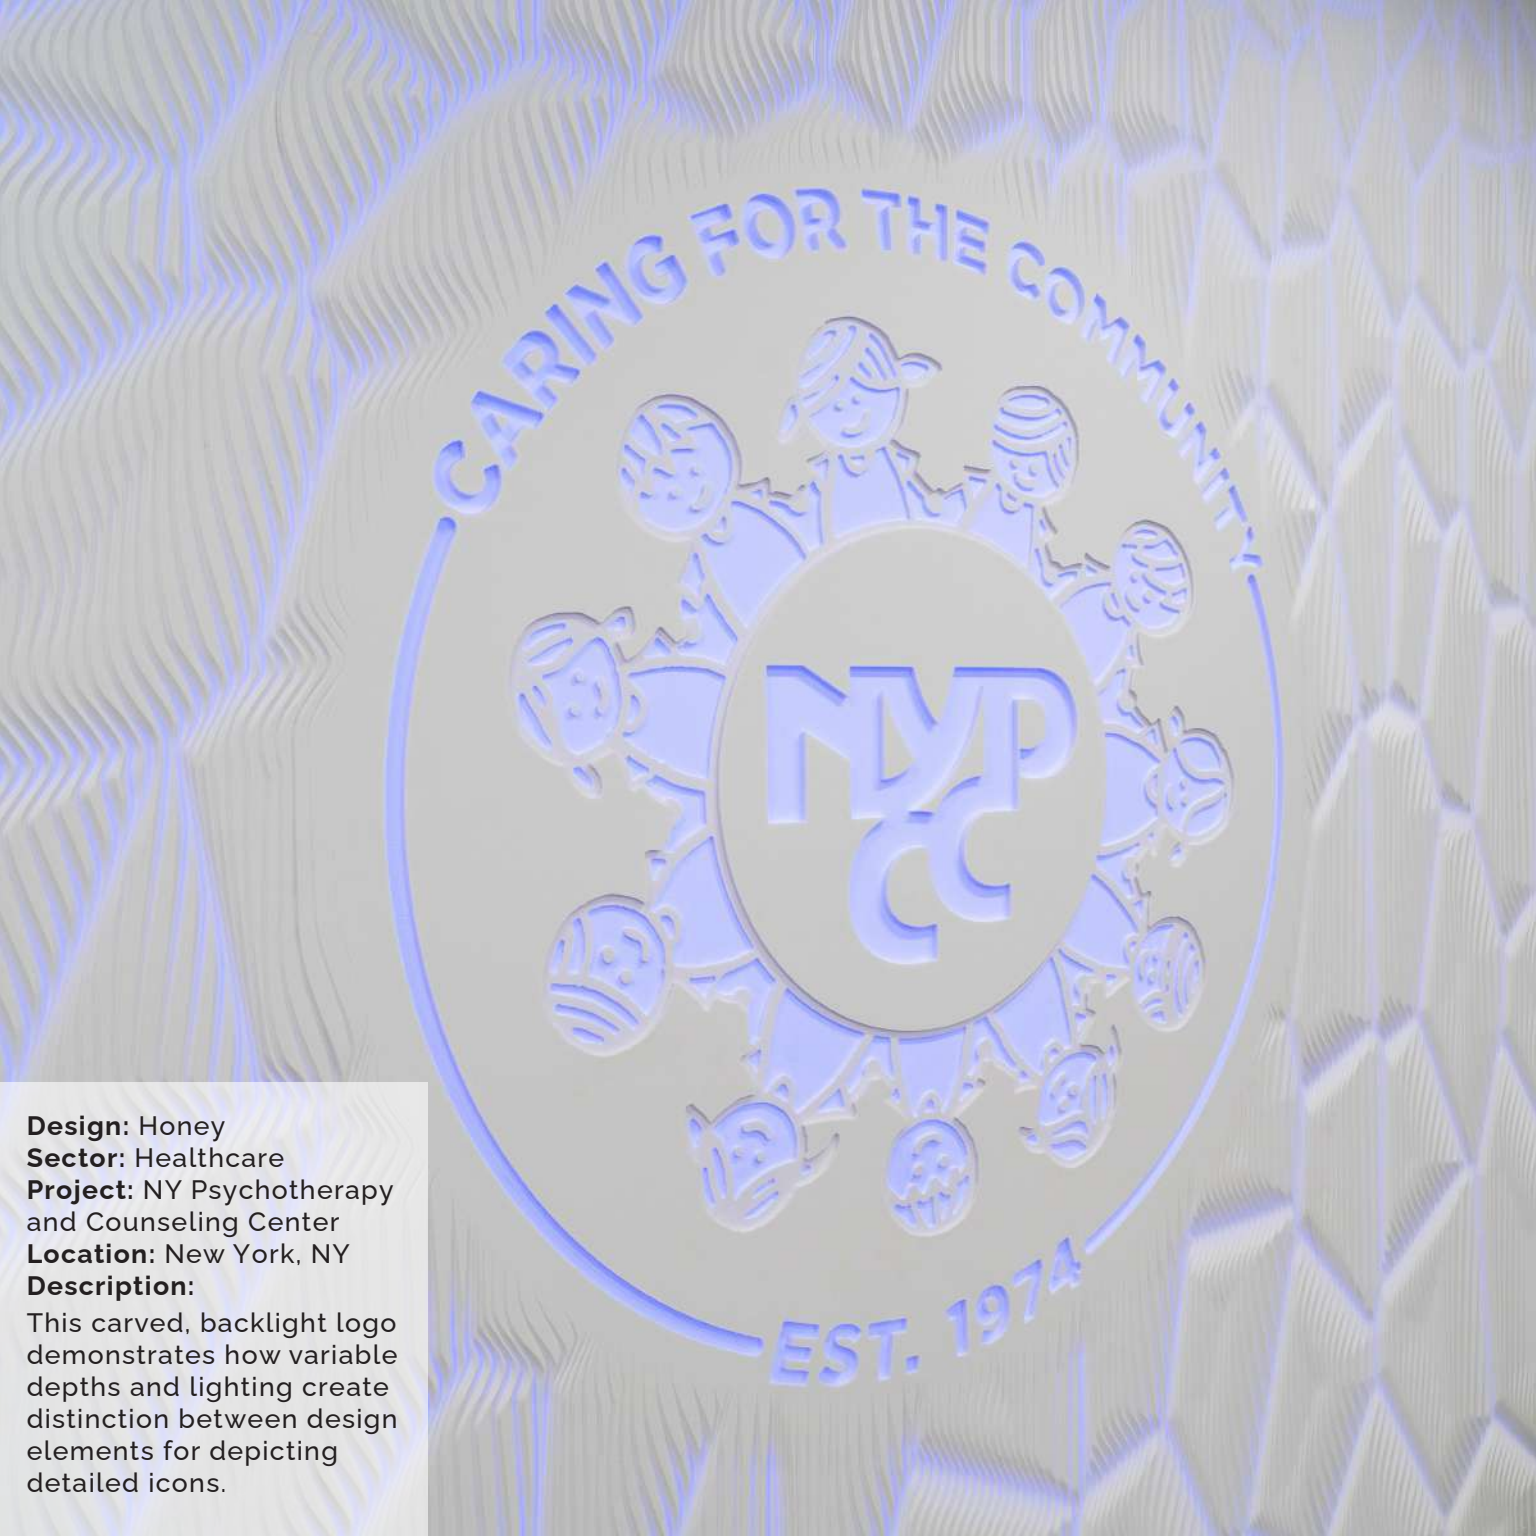 CARING FOR THE COMMUNITY
NYP
CC
EST. 1974
Design: Honey
Sector: Healthcare
Project: NY Psychotherapy
and Counseling Center
Location: New York, NY
Description:
This carved, backlight logo
demonstrates how variable
depths and lighting create
distinction between design
elements for depicting
detailed icons.